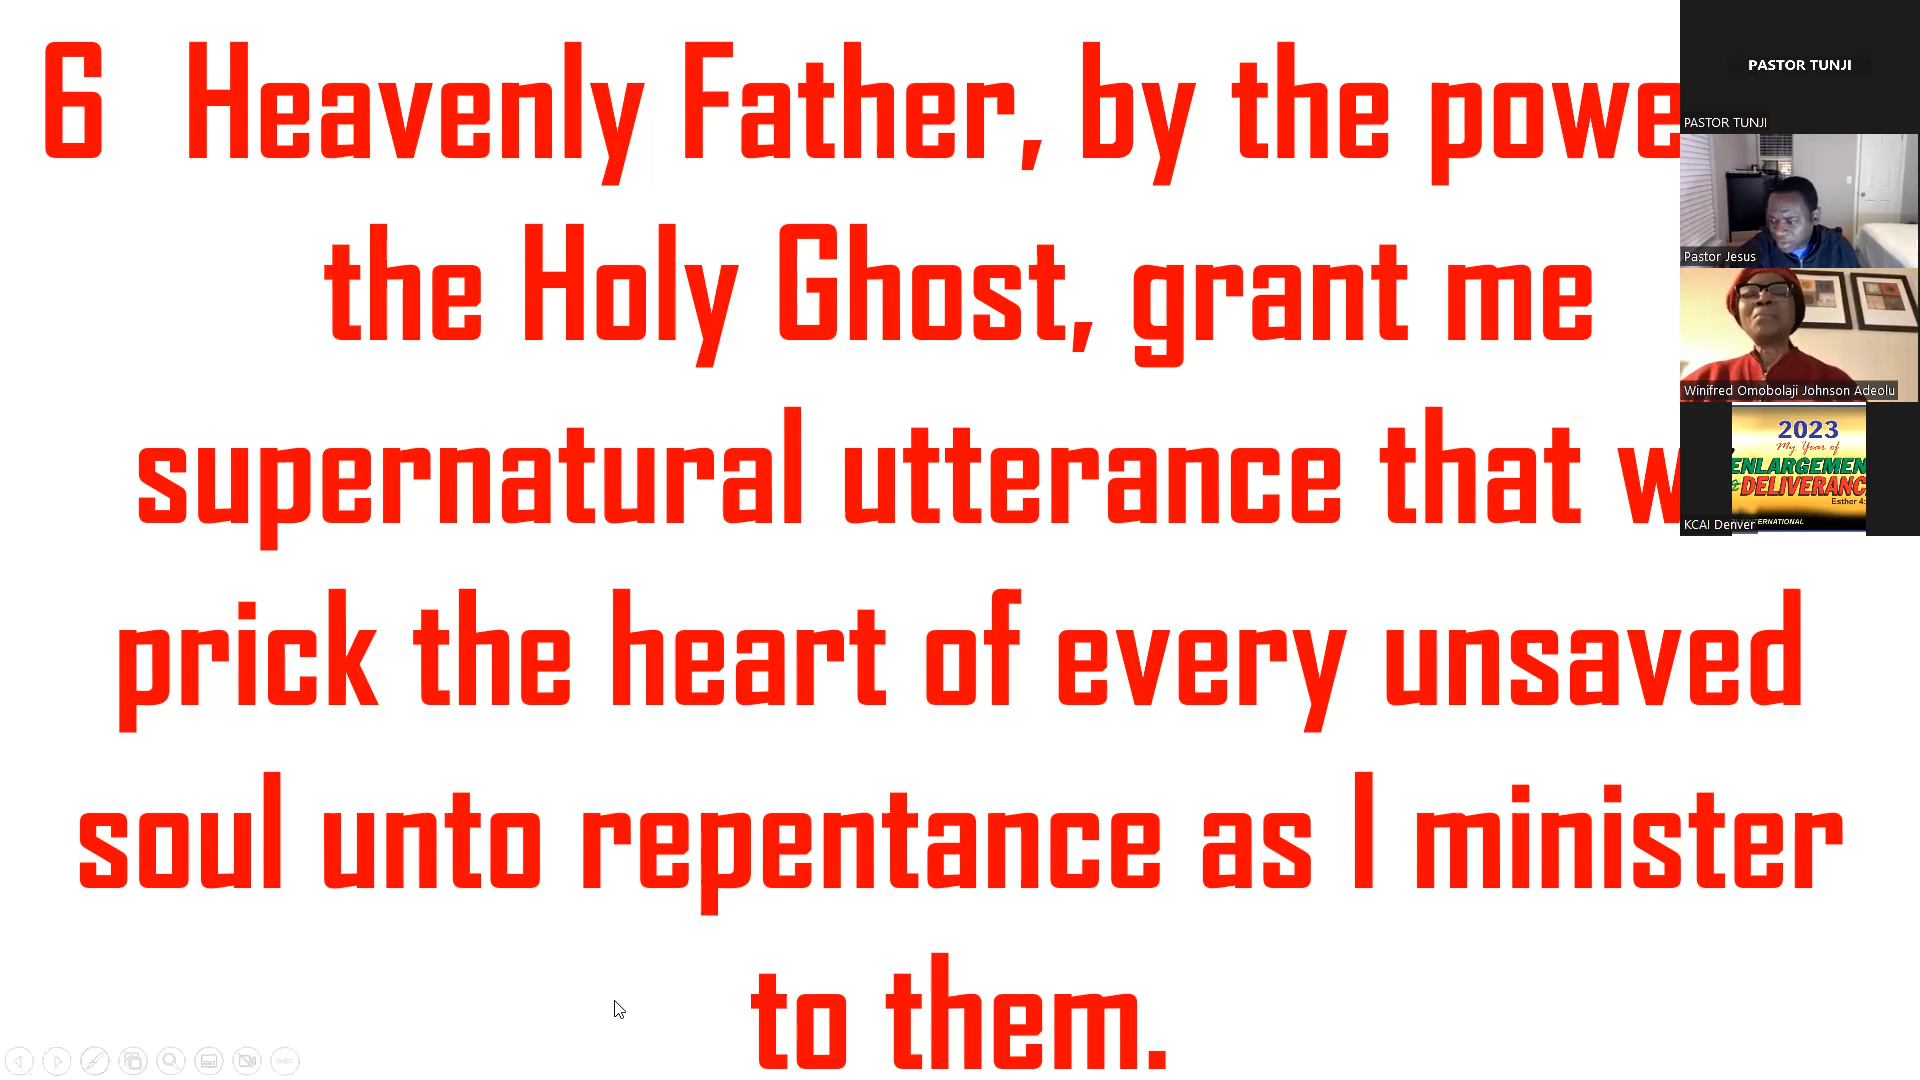 6 Heavenly Father, by the powe
the Holy Ghost, grant me
supernatural utterance that w
prick the heart of every unsaved
soul unto repentance as I minister
to them.
PASTOR TUNJI
PASTOR TUNJI
Pastor Jesus
Winifred Omobolaji Johnson Adeolu
2023
My Year of
ENLARGEMEN
DELIVERANC
Esther 4:
ERNATIONAL
KCAI Denver